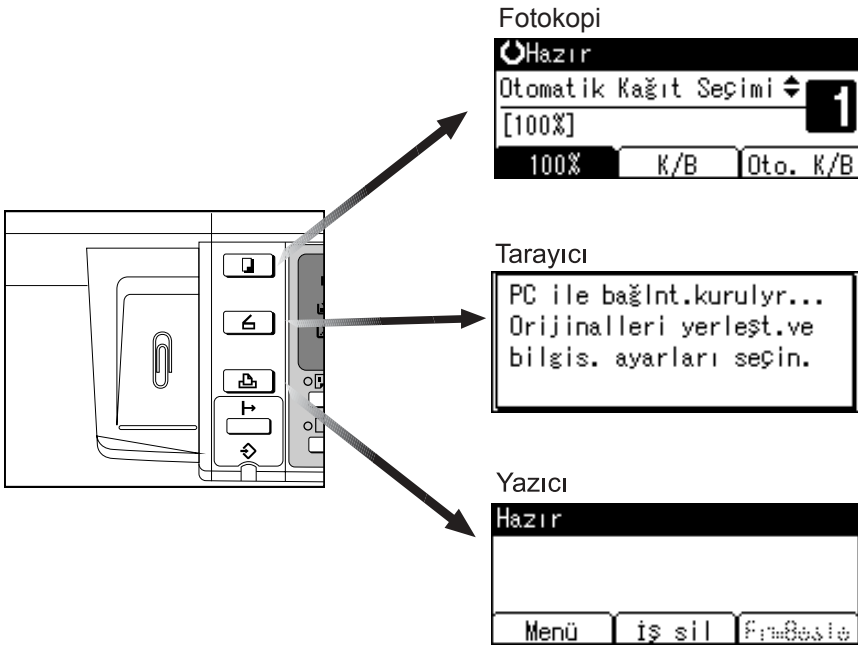 Fotokopi
Hazır
Otomatik Kağıt Seçimi
1
[100%]
100% K/B Oto. K/B
Tarayıcı
PC ile bağlnt.kurulyr...
Orijinalleri yerleşt.ve
bilgis. ayarları seçin.
Yazıcı
Hazır
Menü İş sil